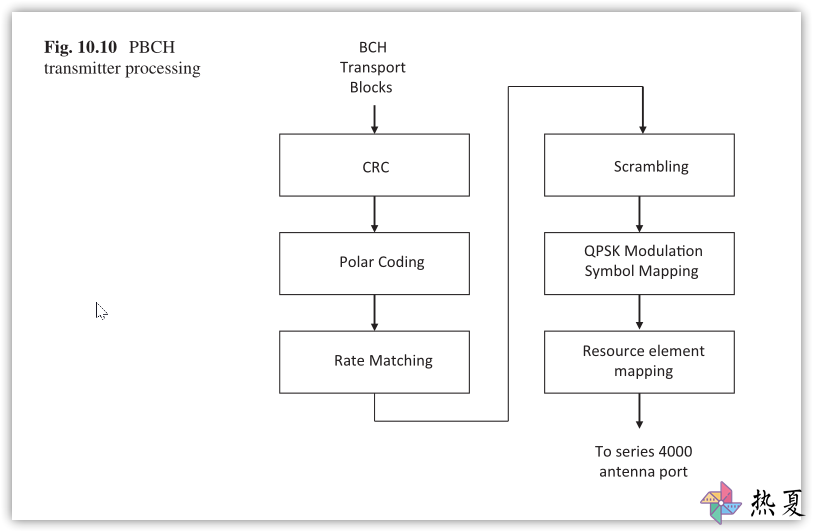 Fig. 10.10 PBCH
transmitter processing
BCH
Transport
Blocks
CRC
Polar Coding
Rate Matching
Scrambling
QPSK Modulation
Symbol Mapping
Resource element
mapping
To series 4000
antenna port
热夏